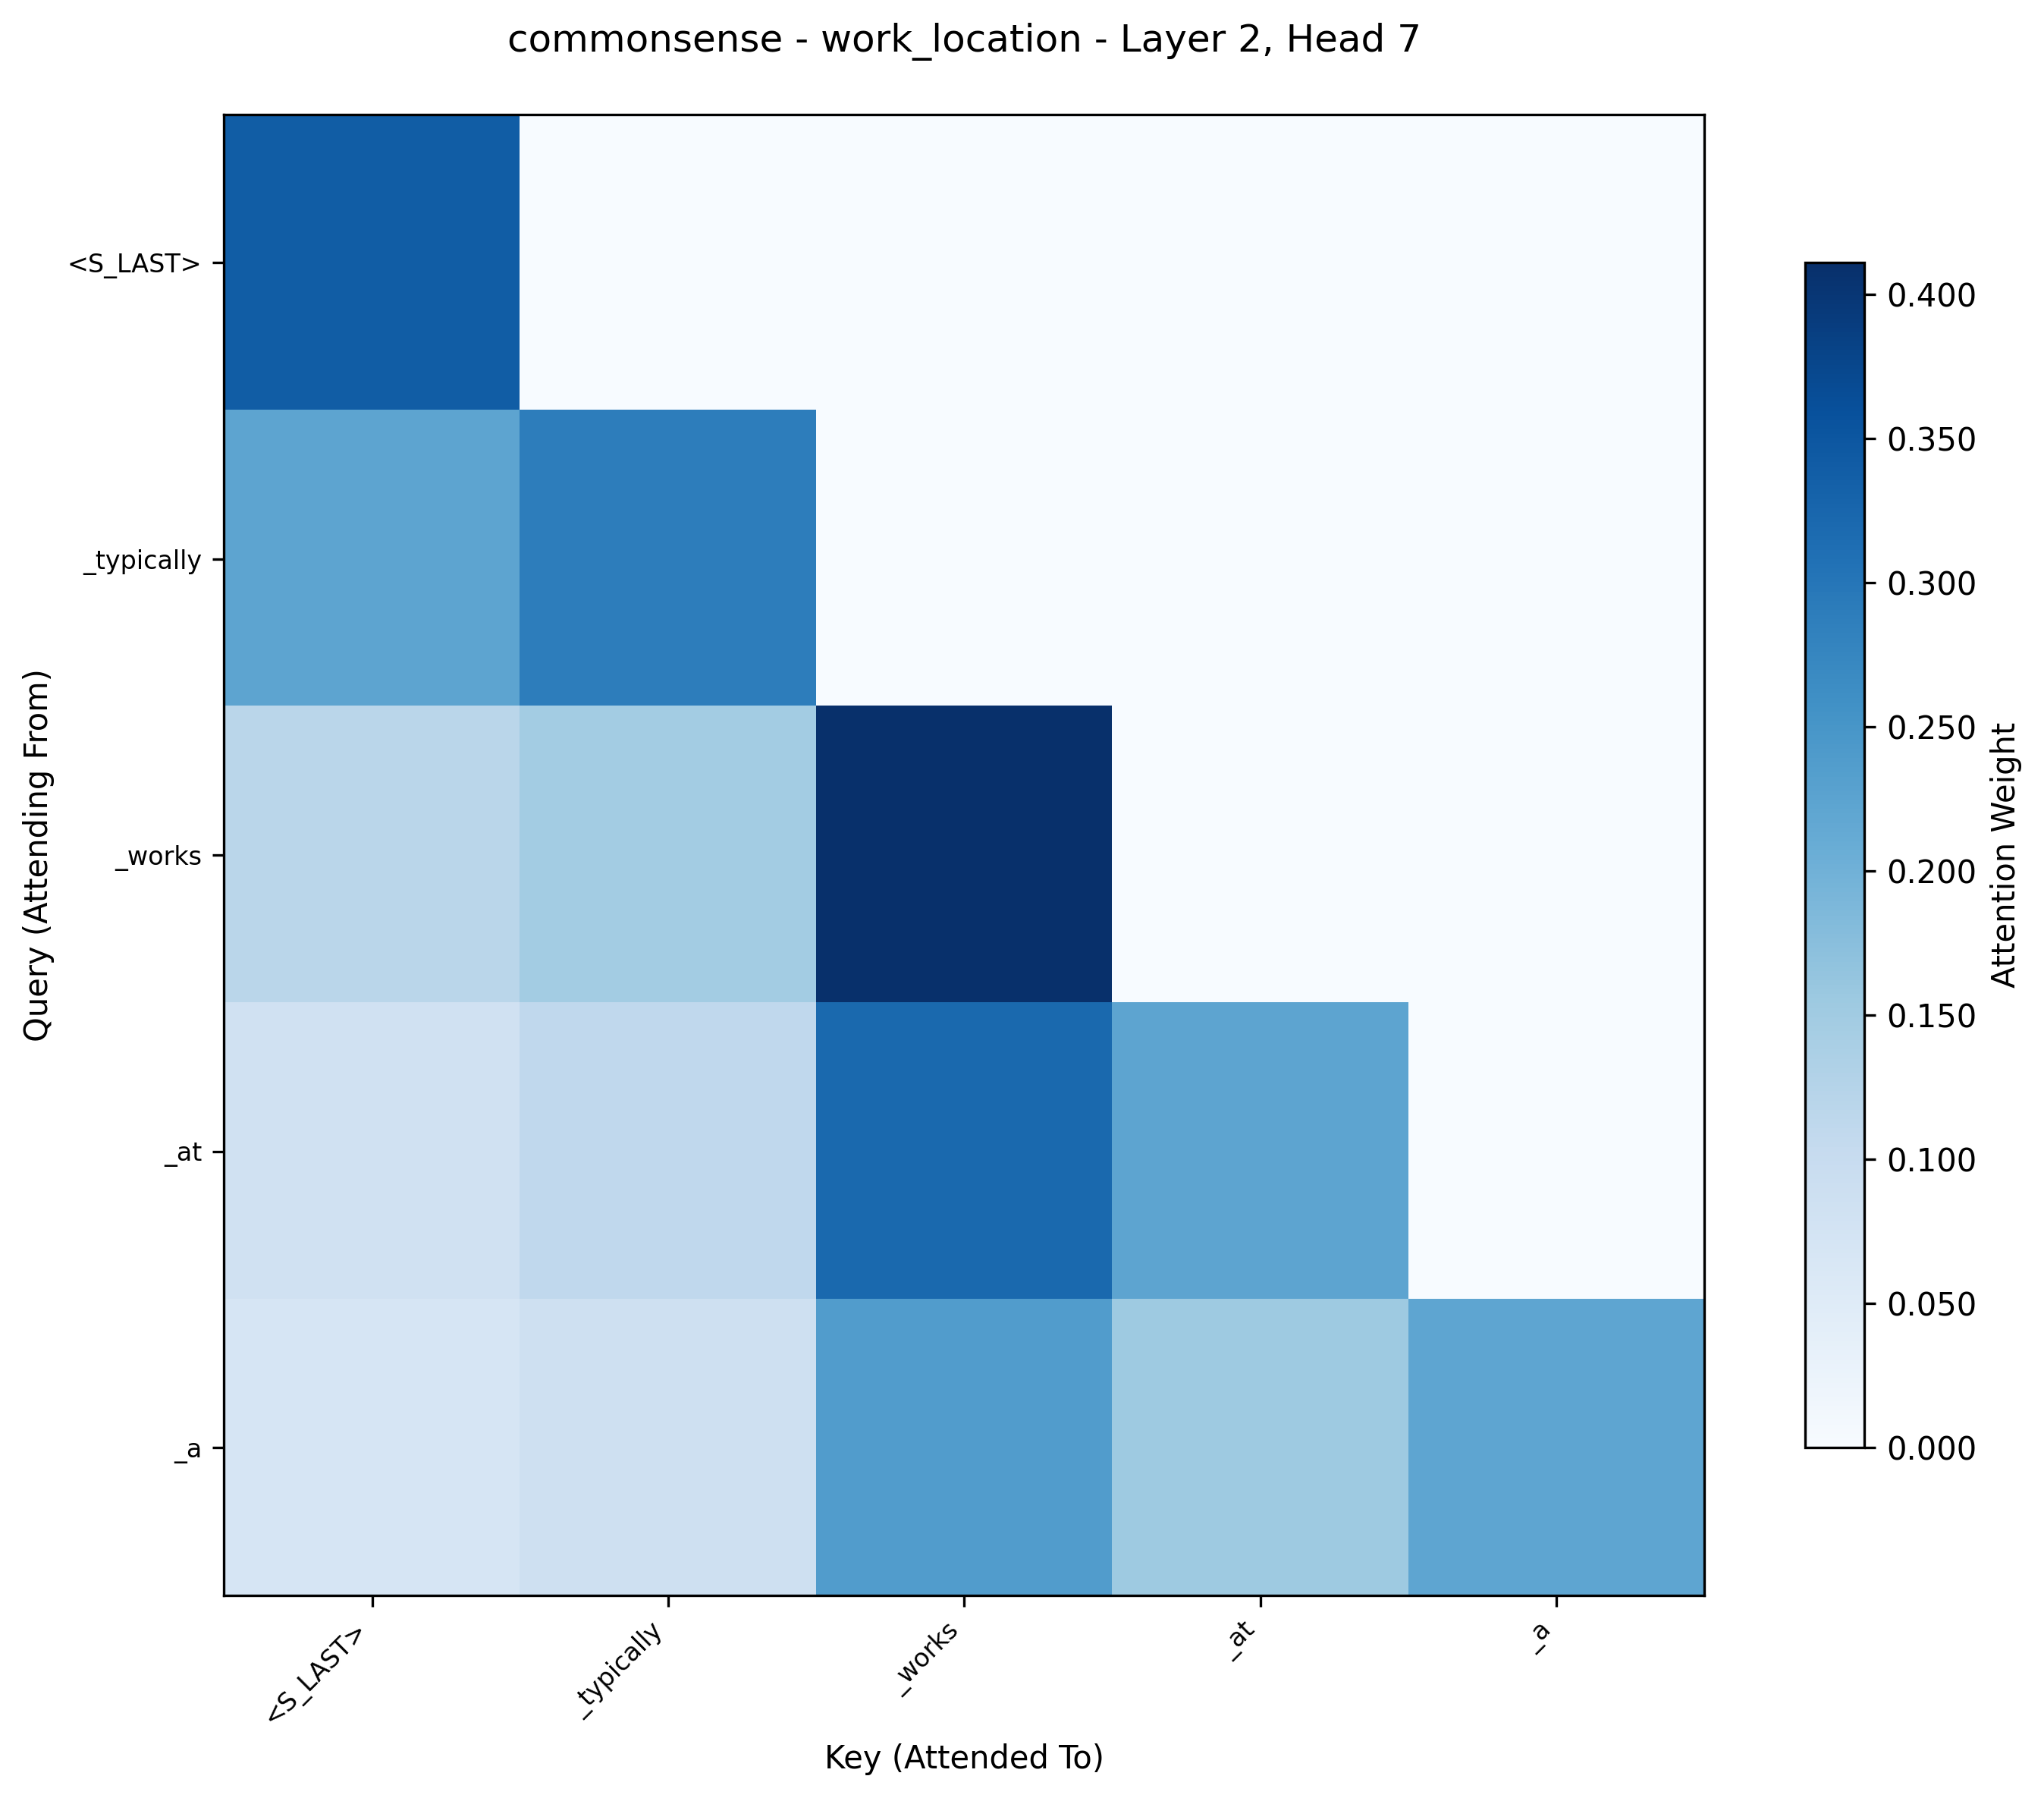 commonsense - work_location - Layer 2, Head 7
<S_LAST>
_typically
_works
_at
_a
Query (Attending From)
<S_LAST>
_typically
_works
_at
_a
Key (Attended To)
0.400
0.350
0.300
0.250
0.200
0.150
0.100
0.050
0.000
Attention Weight